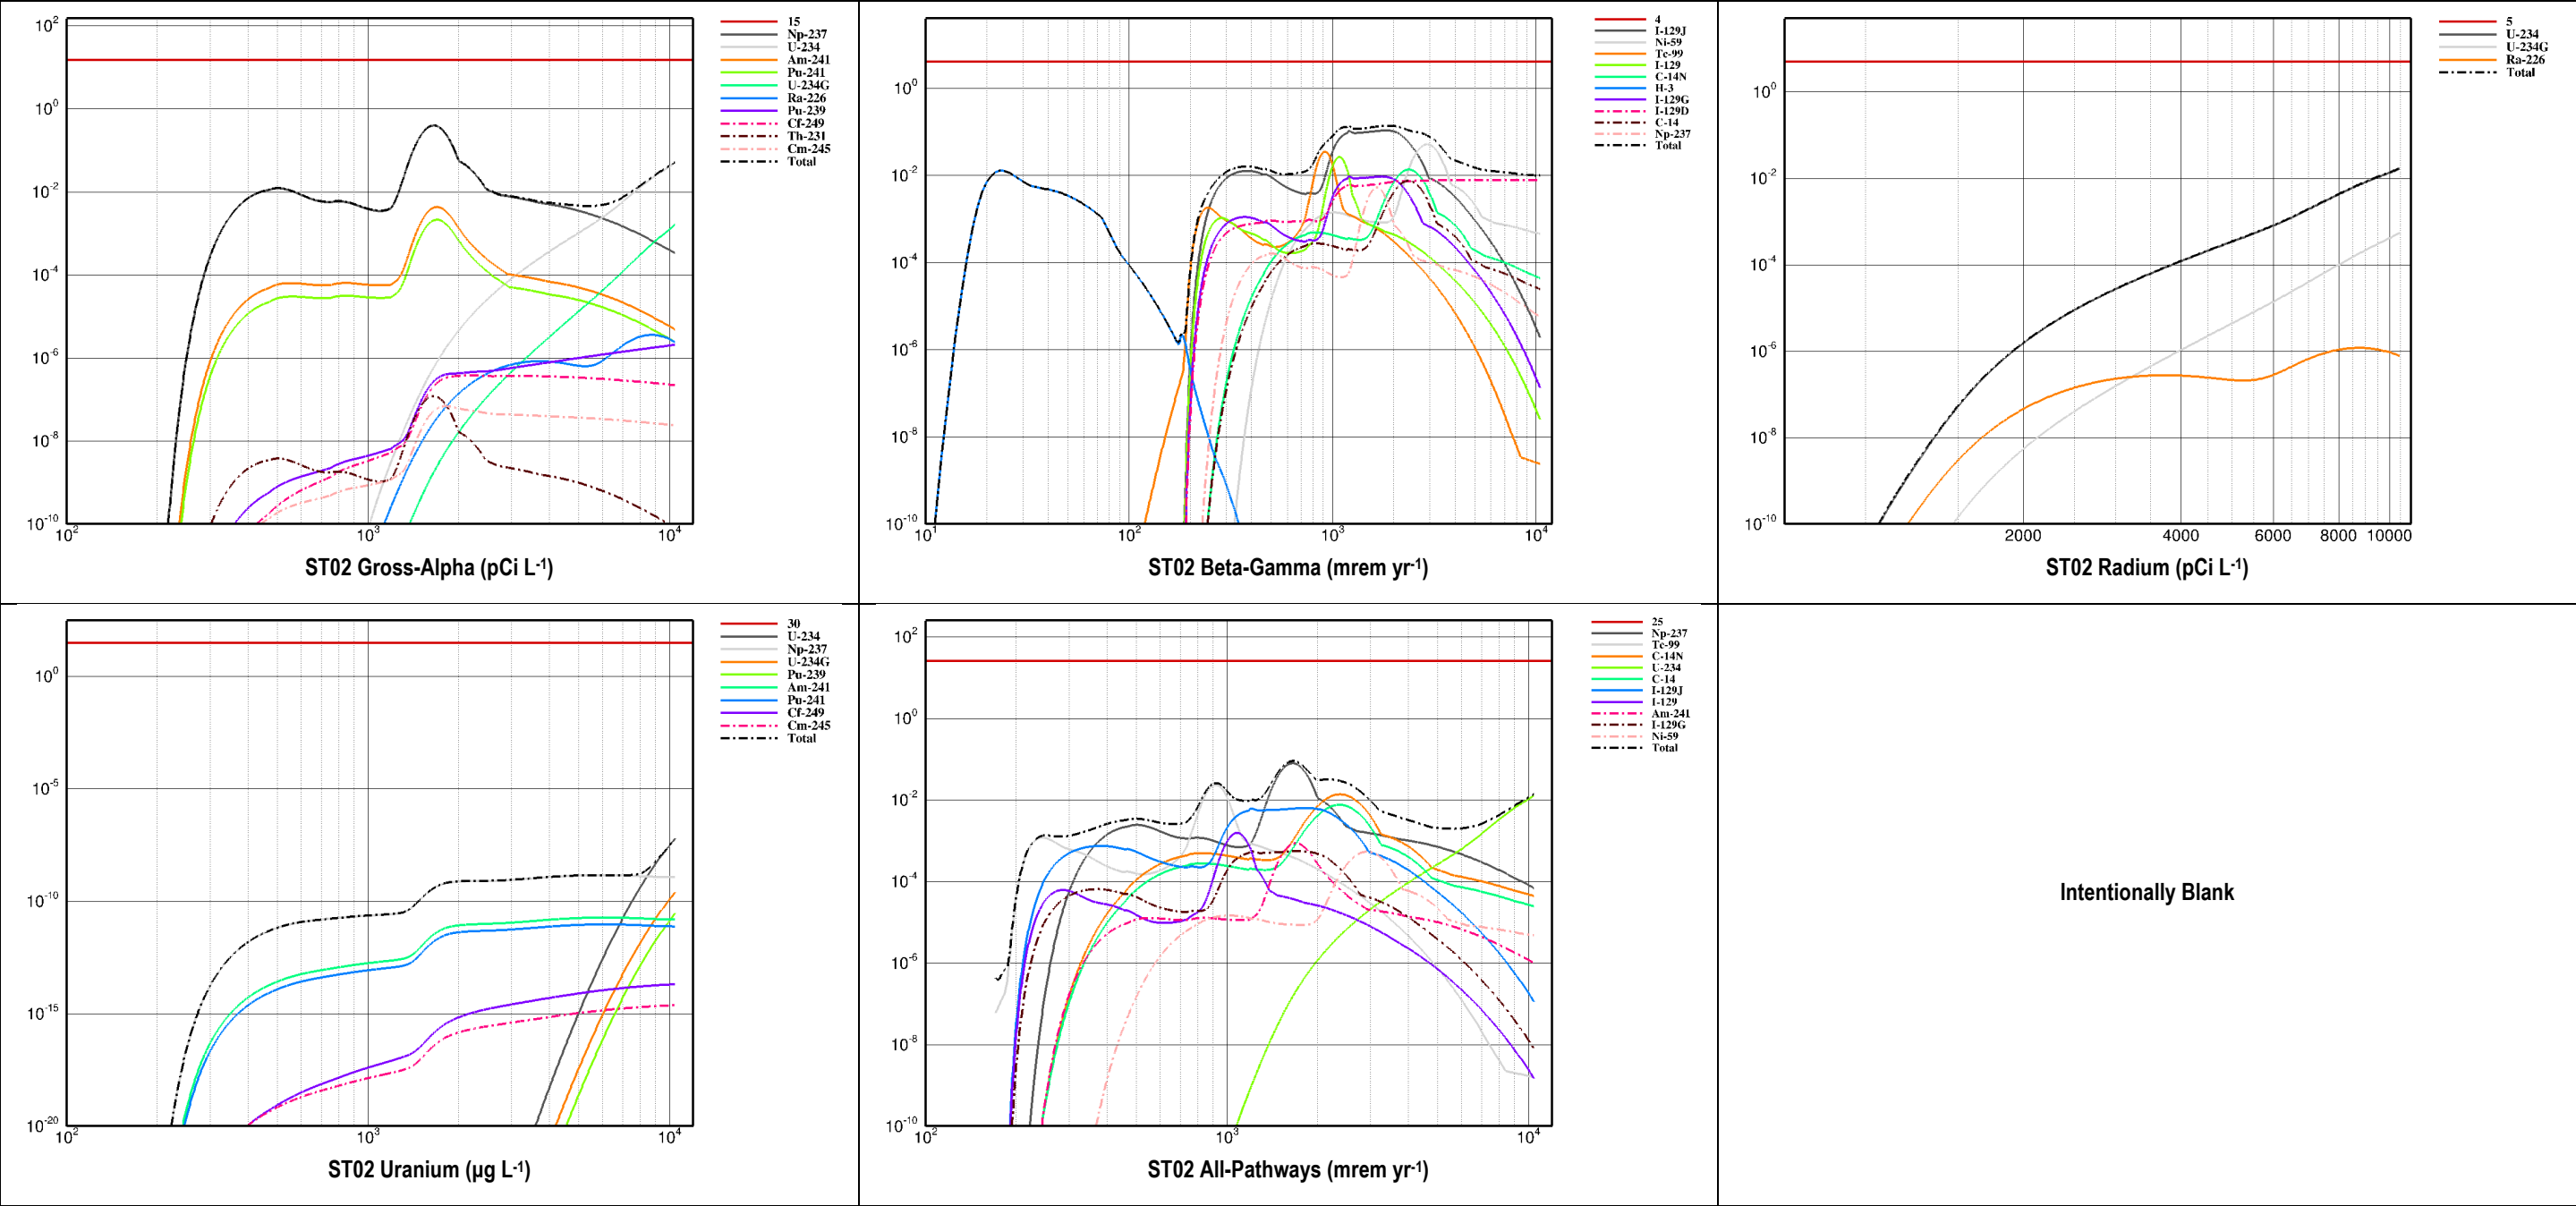 10²
10⁰
10⁻²
10⁻⁴
10⁻⁶
10⁻⁸
10⁻¹⁰
10² 10³ 10⁴
15
Np-237
U-234
Am-241
Pu-241
U-234G
Ra-226
Pu-239
Cf-249
Th-231
Cm-245
Total
ST02 Gross-Alpha (pCi L⁻¹)
10⁰
10⁻²
10⁻⁴
10⁻⁶
10⁻⁸
10⁻¹⁰
10¹ 10² 10³ 10⁴
4
I-129J
Ni-59
Tc-99
I-129
C-14N
H-3
I-129G
I-129D
C-14
Np-237
Total
ST02 Beta-Gamma (mrem yr⁻¹)
10⁰
10⁻²
10⁻⁴
10⁻⁶
10⁻⁸
10⁻¹⁰
2000 4000 6000 8000 10000
5
U-234
U-234G
Ra-226
Total
ST02 Radium (pCi L⁻¹)
10⁰
10⁻⁵
10⁻¹⁰
10⁻¹⁵
10⁻²⁰
10² 10³ 10⁴
30
U-234
Np-237
U-234G
Pu-239
Am-241
Pu-241
Cf-249
Cm-245
Total
ST02 Uranium (µg L⁻¹)
10²
10⁰
10⁻²
10⁻⁴
10⁻⁶
10⁻⁸
10⁻¹⁰
10² 10³ 10⁴
25
Np-237
Tc-99
C-14N
U-234
C-14
I-129J
I-129
Am-241
I-129G
Ni-59
Total
ST02 All-Pathways (mrem yr⁻¹)
Intentionally Blank